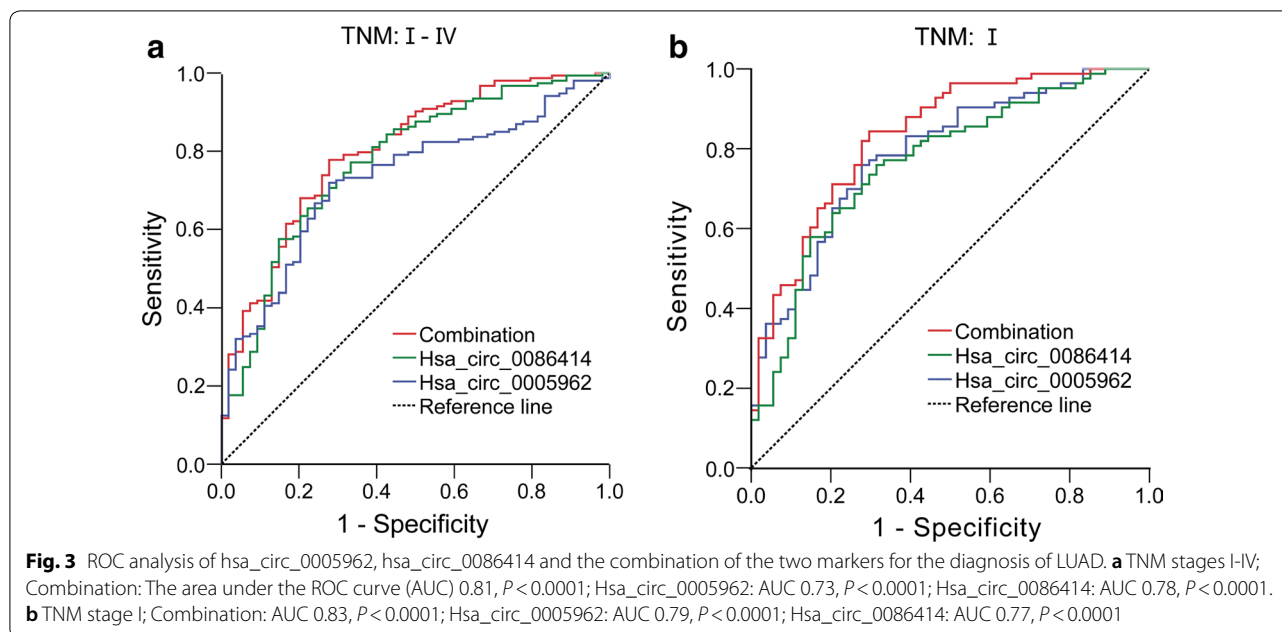 a
TNM: I - IV
1.0
0.8
0.6
0.4
0.2
0.0
Sensitivity
Combination
Hsa_circ_0086414
Hsa_circ_0005962
Reference line
0.0 0.2 0.4 0.6 0.8 1.0
1 - Specificity
b
TNM: I
1.0
0.8
0.6
0.4
0.2
0.0
Sensitivity
Combination
Hsa_circ_0086414
Hsa_circ_0005962
Reference line
0.0 0.2 0.4 0.6 0.8 1.0
1 - Specificity
Fig. 3 ROC analysis of hsa_circ_0005962, hsa_circ_0086414 and the combination of the two markers for the diagnosis of LUAD. a TNM stages I-IV;
Combination: The area under the ROC curve (AUC) 0.81, P < 0.0001; Hsa_circ_0005962: AUC 0.73, P < 0.0001; Hsa_circ_0086414: AUC 0.78, P < 0.0001.
b TNM stage I; Combination: AUC 0.83, P < 0.0001; Hsa_circ_0005962: AUC 0.79, P < 0.0001; Hsa_circ_0086414: AUC 0.77, P < 0.0001